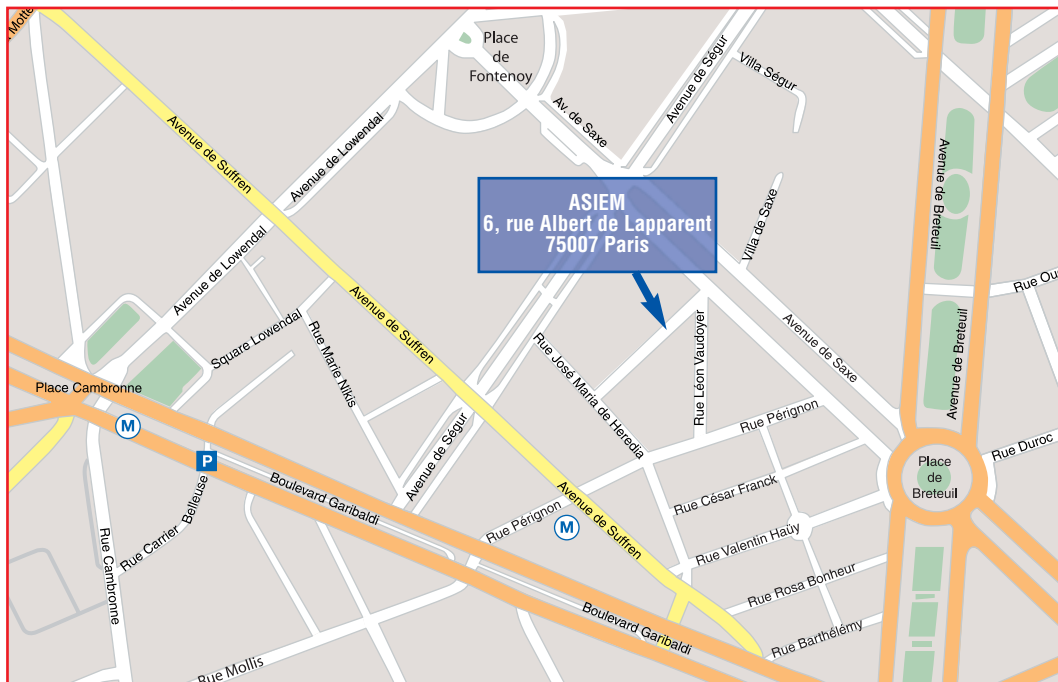 Motte
Place
de
Fontenoy
Avenue de Ségur
Villa Ségur
Av. de Saxe
Avenue de Suffren
Avenue de Lowendal
Avenue de Breteuil
ASIEM
6, rue Albert de Lapparent
75007 Paris
Villa de Saxe
Avenue de Lowendal
Rue Ou
Avenue de Suffren
Square Lowendal
Rue Marie Nikis
Rue José Maria de Heredia
Rue Léon Vaudoyer
Avenue de Saxe
Avenue de Breteuil
Place Cambronne
M
P
Avenue de Ségur
Rue Pérignon
Rue Duroc
Place
de
Breteuil
Boulevard Garibaldi
Rue Carrier - Belleuse
Rue Cambronne
Rue Pérignon
M
Avenue de Suffren
Rue César Franck
Rue Valentin Haüy
Rue Rosa Bonheur
Rue Barthélémy
Boulevard Garibaldi
Rue Mollis